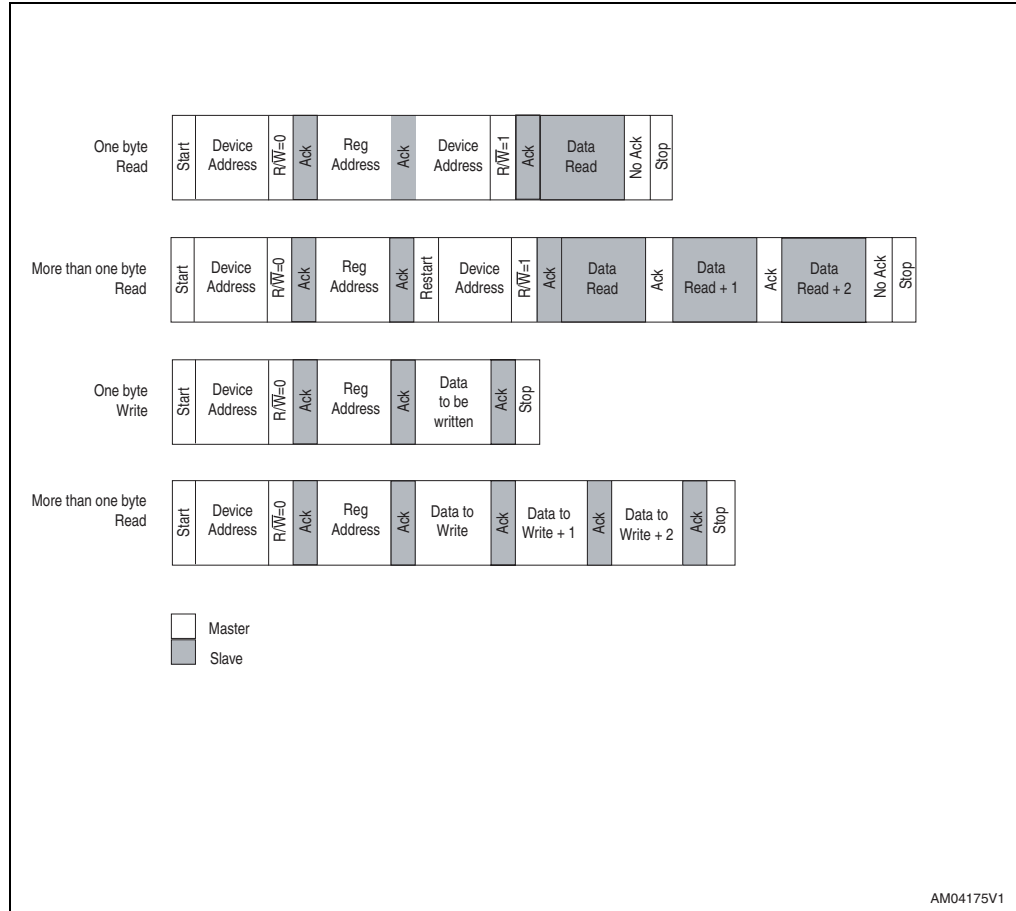 One byte
Read
Start
Device
Address
R/W̅=0
Ack
Reg
Address
Ack
Device
Address
R/W̅=1
Ack
Data
Read
No Ack
Stop
More than one byte
Read
Start
Device
Address
R/W̅=0
Ack
Reg
Address
Ack
Restart
Device
Address
R/W̅=1
Ack
Data
Read
Ack
Data
Read + 1
Ack
Data
Read + 2
No Ack
Stop
One byte
Write
Start
Device
Address
R/W̅=0
Ack
Reg
Address
Ack
Data
to be
written
Ack
Stop
More than one byte
Read
Start
Device
Address
R/W̅=0
Ack
Reg
Address
Ack
Data to
Write
Ack
Data to
Write + 1
Ack
Data to
Write + 2
Ack
Stop
Master
Slave
AM04175V1